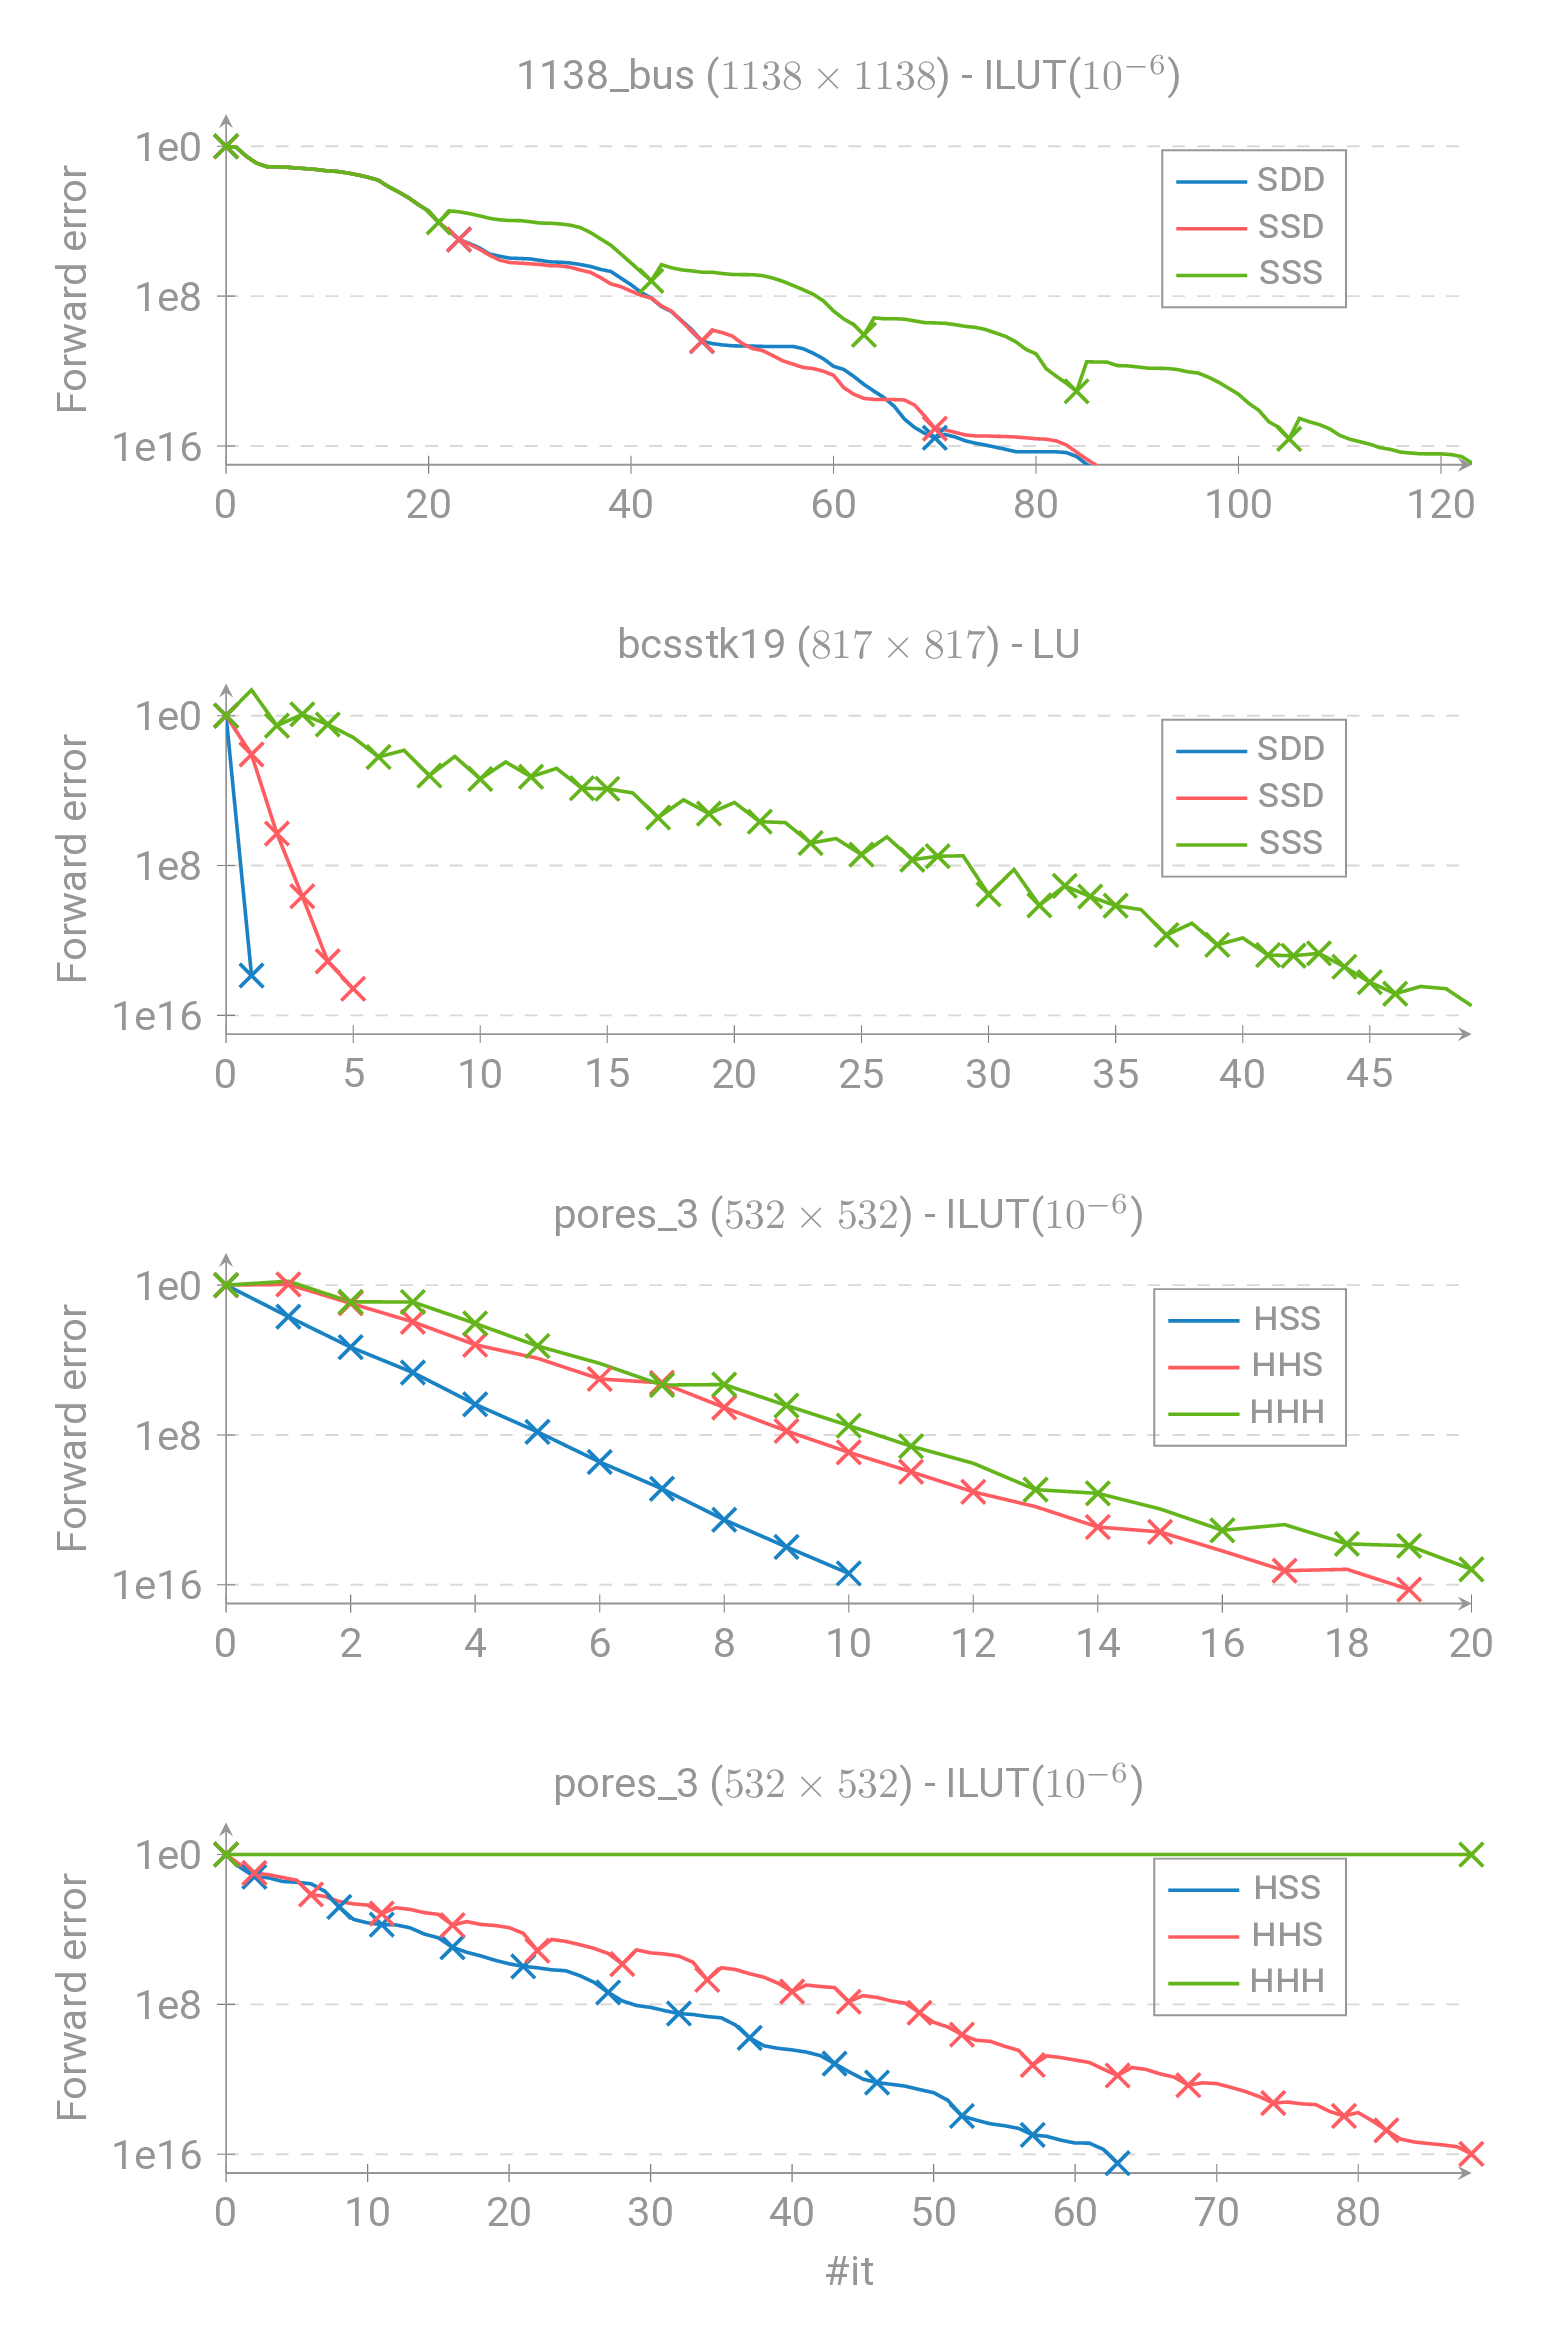 1138_bus (1138 × 1138) - ILUT(10⁻⁶)
Forward error
1e0
1e8
1e16
SDD
SSD
SSS
0 20 40 60 80 100 120
bcsstk19 (817 × 817) - LU
Forward error
1e0
1e8
1e16
SDD
SSD
SSS
0 5 10 15 20 25 30 35 40 45
pores_3 (532 × 532) - ILUT(10⁻⁶)
Forward error
1e0
1e8
1e16
HSS
HHS
HHH
0 2 4 6 8 10 12 14 16 18 20
pores_3 (532 × 532) - ILUT(10⁻⁶)
Forward error
1e0
1e8
1e16
HSS
HHS
HHH
0 10 20 30 40 50 60 70 80
#it